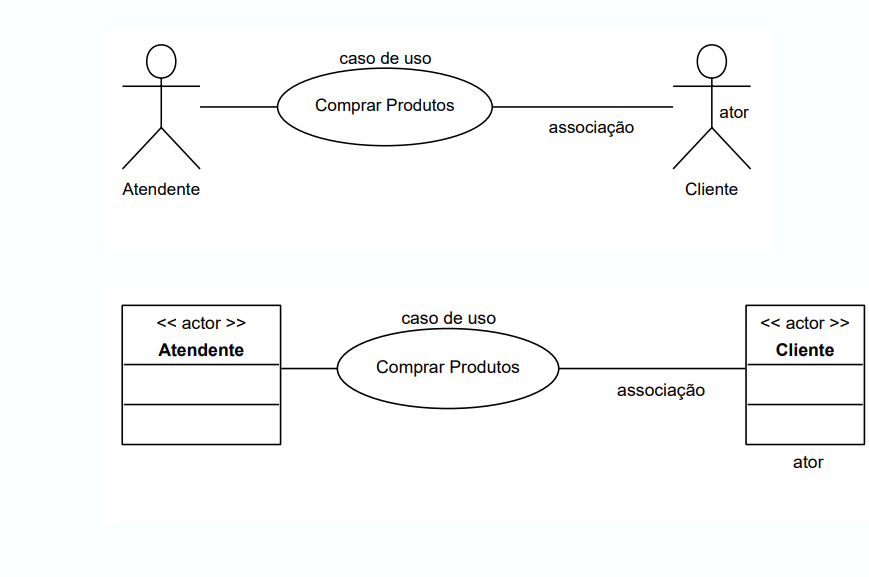 caso de uso
Comprar Produtos
associação
ator
Atendente
Cliente
<< actor >>
Atendente
caso de uso
Comprar Produtos
associação
<< actor >>
Cliente
ator